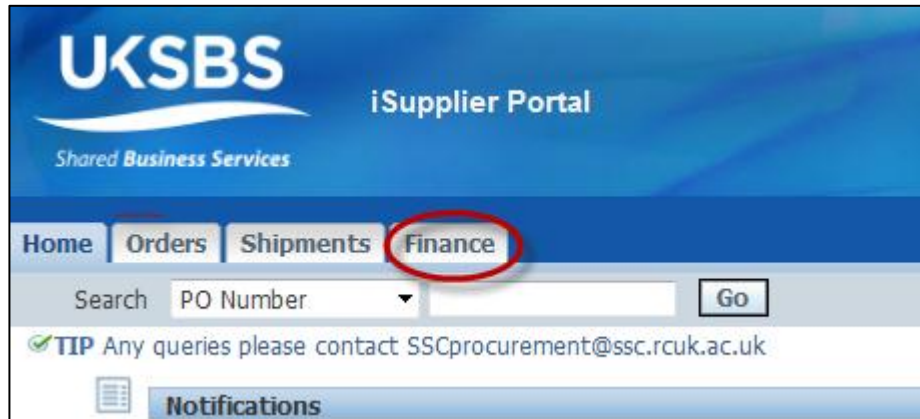 UKSBS
iSupplier Portal
Shared Business Services
Home Orders Shipments Finance
Search PO Number Go
TIP Any queries please contact SSCprocurement@ssc.rcuk.ac.uk
Notifications